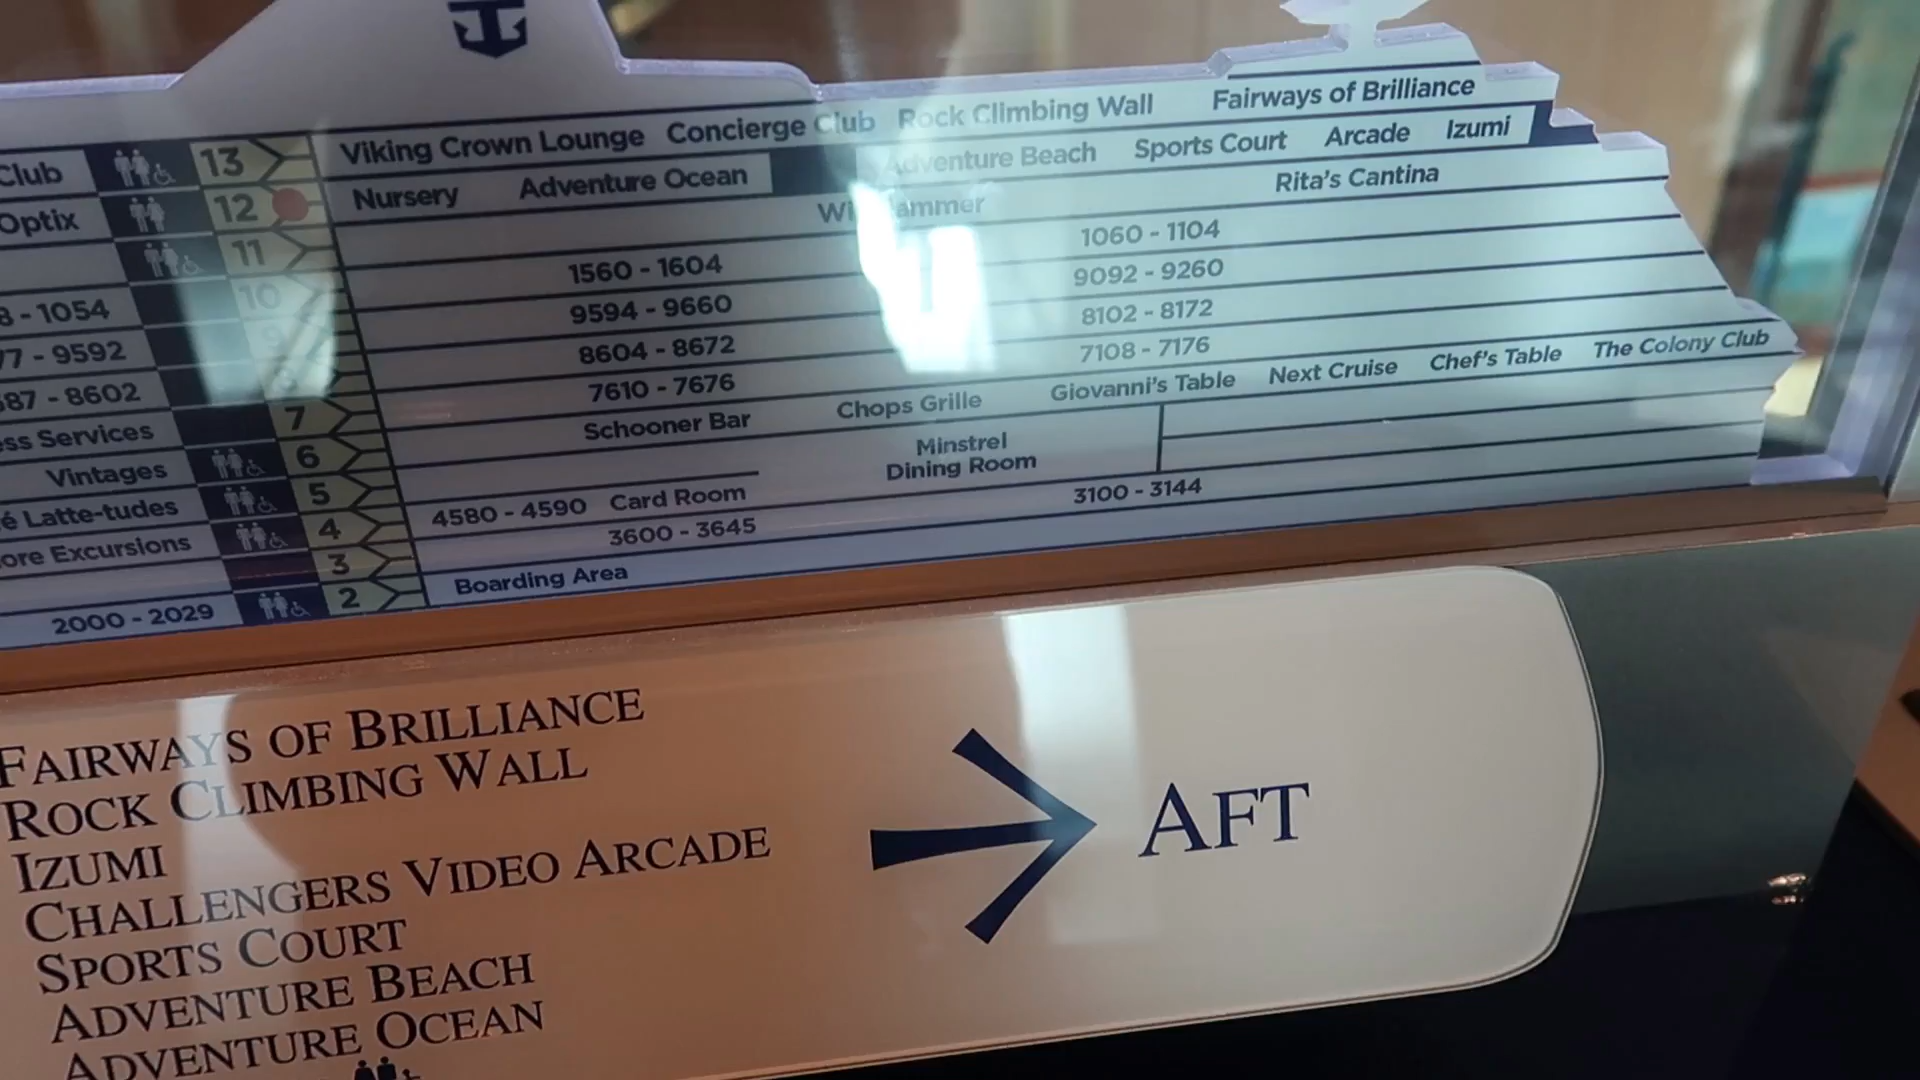 Viking Crown Lounge Concierge Club Rock Climbing Wall Fairways of Brilliance
Club 13
Nursery Adventure Ocean Adventure Beach Sports Court Arcade Izumi
Optix 12
Rita's Cantina
11
1560 - 1604 1060 - 1104
8 - 1054 10
9594 - 9660 9092 - 9260
77 - 9592 9
8604 - 8672 8102 - 8172
587 - 8602
7610 - 7676 7108 - 7176
ess Services 7
Schooner Bar Chops Grille Giovanni's Table Next Cruise Chef's Table The Colony Club
Vintages 6
Minstrel
Dining Room
é Latte-tudes 5
4580 - 4590 Card Room
ore Excursions 4
3600 - 3645 3100 - 3144
3
Boarding Area
2000 - 2029 2
FAIRWAYS OF BRILLIANCE
ROCK CLIMBING WALL
IZUMI
CHALLENGERS VIDEO ARCADE
SPORTS COURT
ADVENTURE BEACH
ADVENTURE OCEAN
AFT